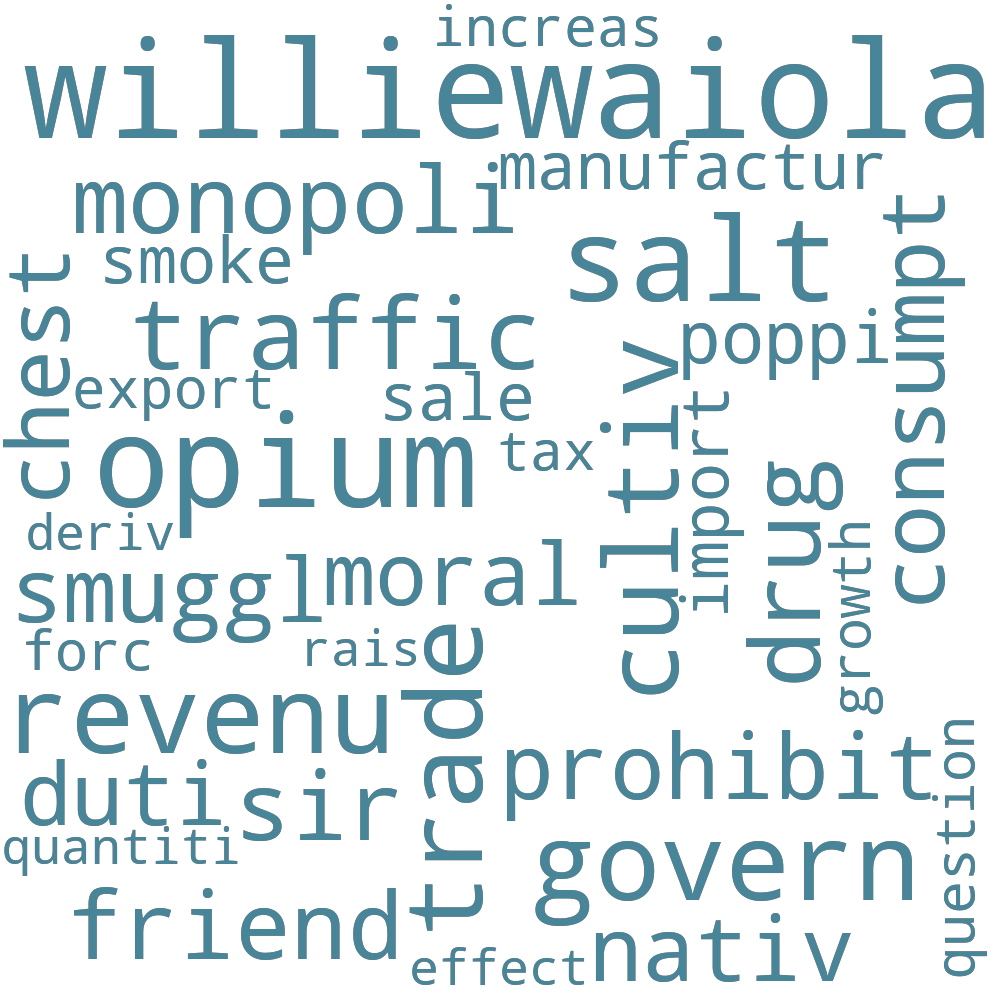 increas
williewaiola
manufactur
monopoli
salt
consumpt
smoke
chest
traffic
poppi
export
sale
cultiv
import
opium
tax
drug
deriv
smuggl
moral
growth
forc
rais
trade
revenu
prohibit
question
duti
sir
quantiti
govern
friend
nativ
effect